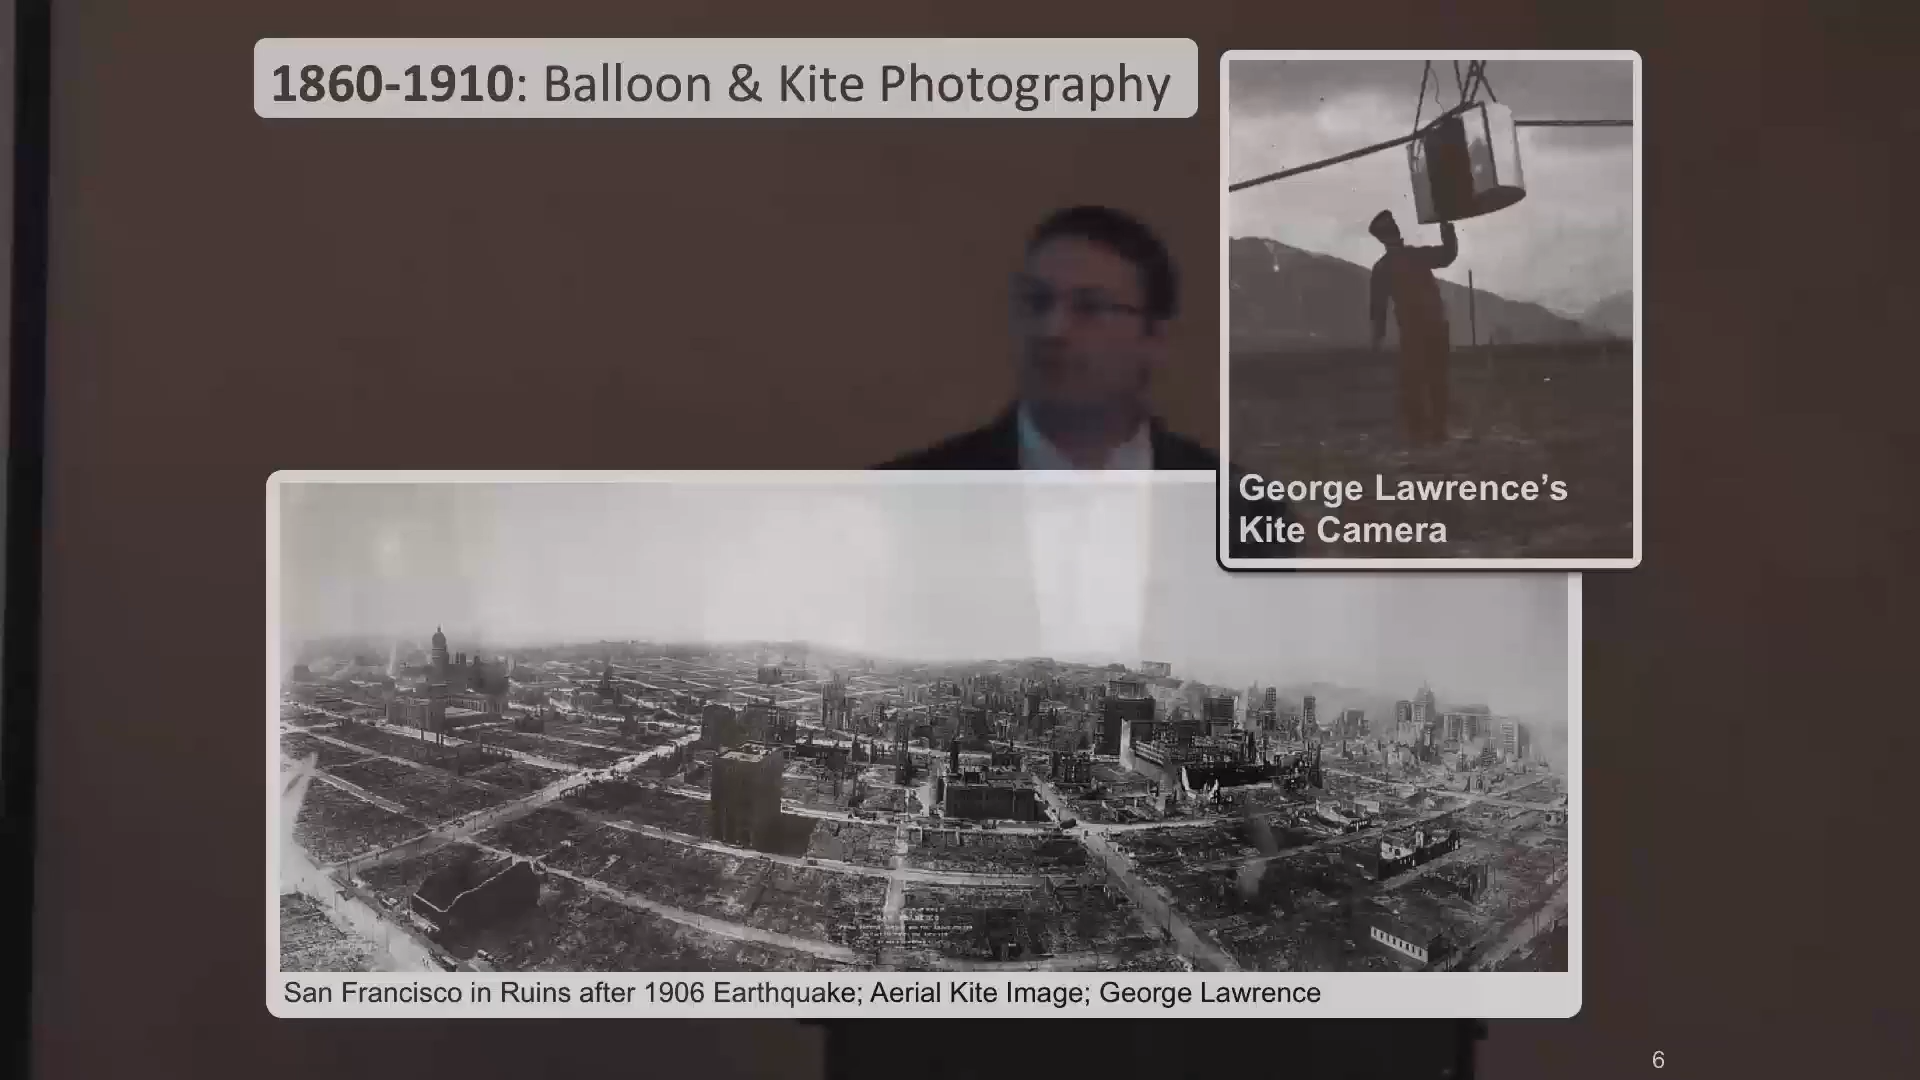 1860-1910: Balloon & Kite Photography
George Lawrence’s
Kite Camera
San Francisco in Ruins after 1906 Earthquake; Aerial Kite Image; George Lawrence
6